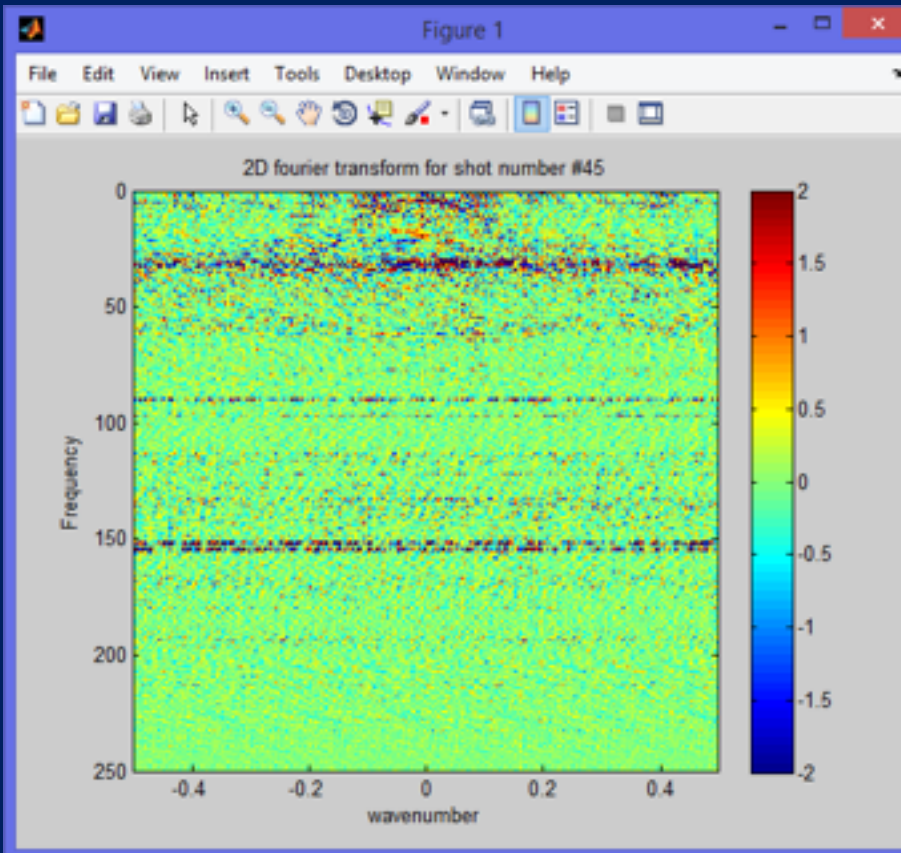 Figure 1
File Edit View Insert Tools Desktop Window Help
2D fourier transform for shot number #45
0
50
100
150
200
250
Frequency
-0.4 -0.2 0 0.2 0.4
wavenumber
2
1.5
1
0.5
0
-0.5
-1
-1.5
-2